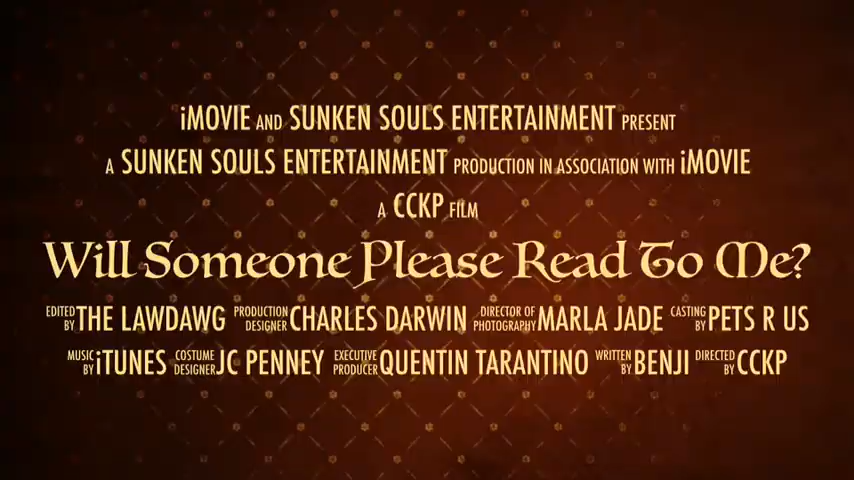 iMOVIE AND SUNKEN SOULS ENTERTAINMENT PRESENT
A SUNKEN SOULS ENTERTAINMENT PRODUCTION IN ASSOCIATION WITH iMOVIE
A CCKP FILM
Will Someone Please Read To Me?
EDITED BY THE LAWDAWG PRODUCTION DESIGNER CHARLES DARWIN DIRECTOR OF PHOTOGRAPHY MARLA JADE CASTING BY PETS R US
MUSIC BY iTUNES COSTUME DESIGNER JC PENNEY EXECUTIVE PRODUCER QUENTIN TARANTINO WRITTEN BY BENJI DIRECTED BY CCKP